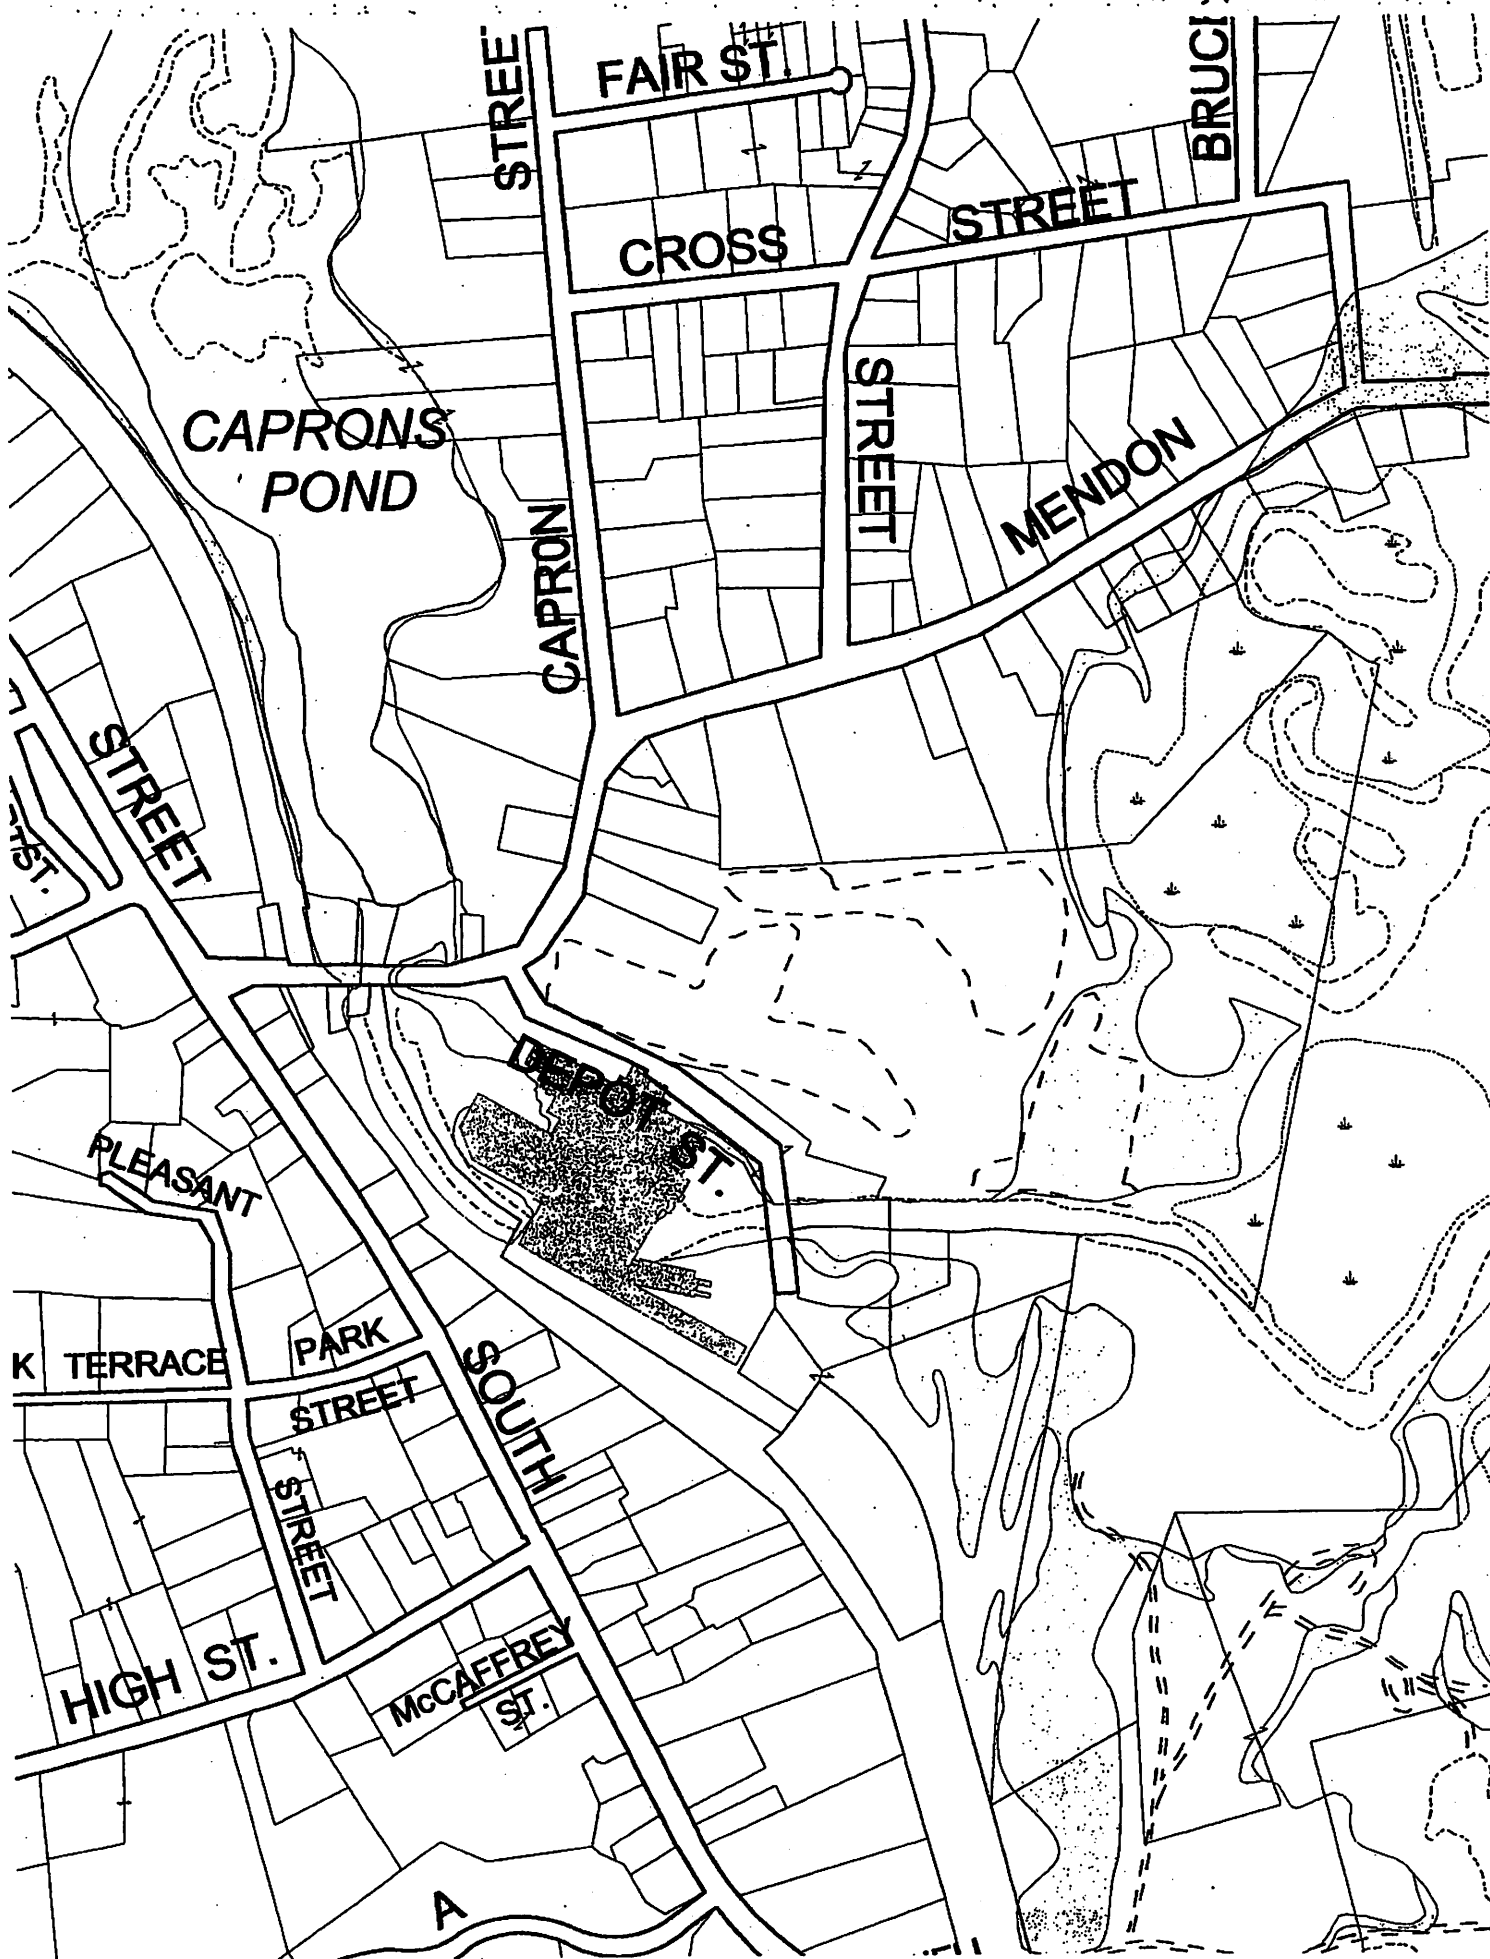 STREE
FAIR ST.
BRUCE
CROSS
STREET
CAPRONS
POND
STREET
MENDON
CAPRON
STREET
ST.
DEPOT ST.
PLEASANT
K TERRACE
PARK
STREET
SOUTH
STREET
HIGH ST.
McCAFFREY
ST.
A